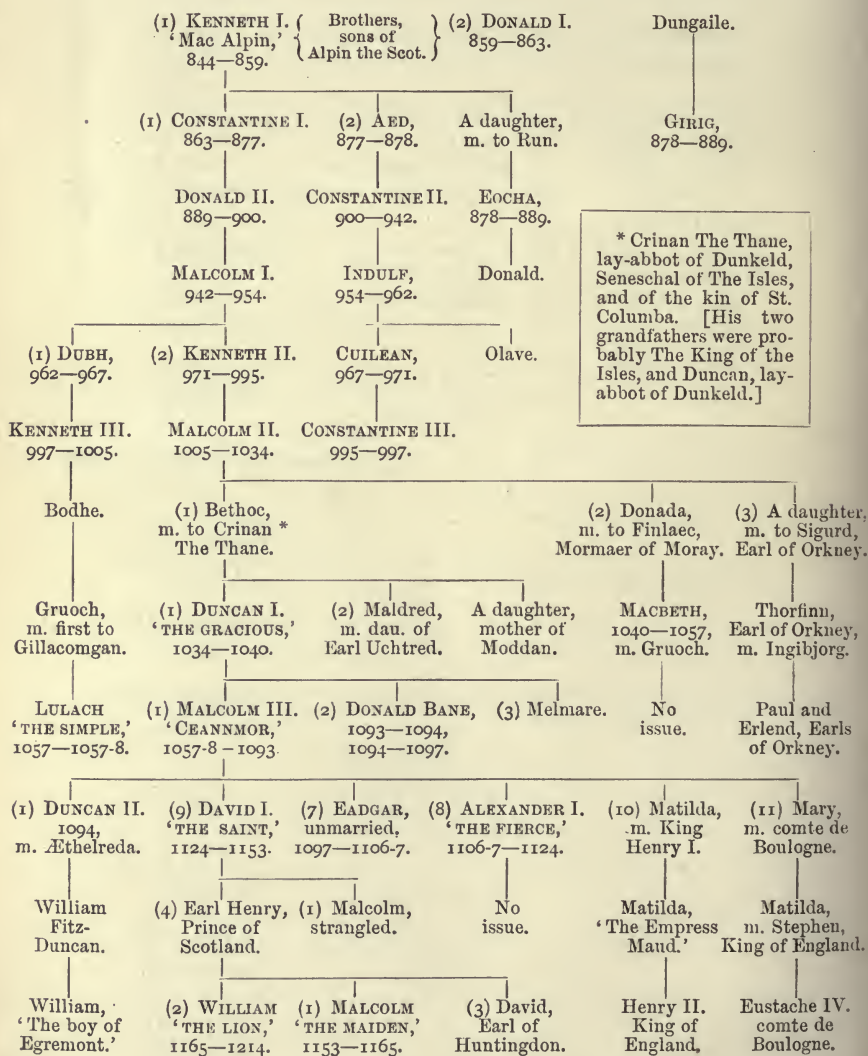 (1) KENNETH I. { Brothers, } (2) DONALD I. Dungaile.
'Mac Alpin,' sons of 859—863.
844—859. Alpin the Scot.
(1) CONSTANTINE I. (2) AED, A daughter, GIRIG,
863—877. 877—878. m. to Run. 878—889.
DONALD II. CONSTANTINE II. EOCHA,
889—900. 900—942. 878—889.
MALCOLM I. INDULF, Donald.
942—954. 954—962.
* Crinan The Thane,
lay-abbot of Dunkeld,
Seneschal of The Isles,
and of the kin of St.
Columba. [His two
grandfathers were pro-
bably The King of the
Isles, and Duncan, lay-
abbot of Dunkeld.]
(1) DUBH, (2) KENNETH II. CUILEAN, Olave.
962—967. 971—995. 967—971.
KENNETH III. MALCOLM II. CONSTANTINE III.
997—1005. 1005—1034. 995—997.
Bodhe. (1) Bethoc, (2) Donada, (3) A daughter,
m. to Crinan * m. to Finlaec, m. to Sigurd,
The Thane. Mormaer of Moray. Earl of Orkney.
Gruoch, (1) DUNCAN I. (2) Maldred, A daughter, MACBETH, Thorfinn,
m. first to 'THE GRACIOUS,' m. dau. of mother of 1040—1057, Earl of Orkney,
Gillacomgan. 1034—1040. Earl Uchtred. Moddan. m. Gruoch. m. Ingibjorg.
LULACH (1) MALCOLM III. (2) DONALD BANE, (3) Melmare. No Paul and
'THE SIMPLE,' 'CEANNMOR,' 1093—1094, issue. Erlend, Earls
1057—1057-8. 1057-8 – 1093 1094—1097. of Orkney.
(1) DUNCAN II. (9) DAVID I. (7) EADGAR, (8) ALEXANDER I. (10) Matilda, (11) Mary,
1094, 'THE SAINT,' unmarried, 'THE FIERCE,' m. King m. comte de
m. Æthelreda. 1124—1153. 1097—1106-7. 1106-7—1124. Henry I. Boulogne.
William (4) Earl Henry, (1) Malcolm, No Matilda, Matilda,
Fitz- Prince of strangled. issue. 'The Empress m. Stephen,
Duncan. Scotland. Maud.' King of England.
William, (2) WILLIAM (1) MALCOLM (3) David, Henry II. Eustache IV.
'The boy of 'THE LION,' 'THE MAIDEN,' Earl of King of comte de
Egremont.' 1165—1214. 1153—1165. Huntingdon. England, Boulogne.